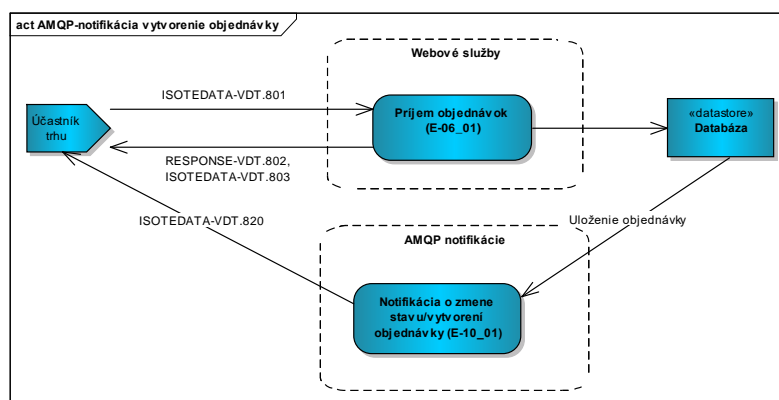 act AMQP-notifikácia vytvorenie objednávky
Webové služby
ISOTEDATA-VDT.801
Účastník
trhu
Príjem objednávok
(E-06_01)
«datastore»
Databáza
RESPONSE-VDT.802,
ISOTEDATA-VDT.803
ISOTEDATA-VDT.820
Uloženie objednávky
AMQP notifikácie
Notifikácia o zmene
stavu/vytvorení
objednávky (E-10_01)